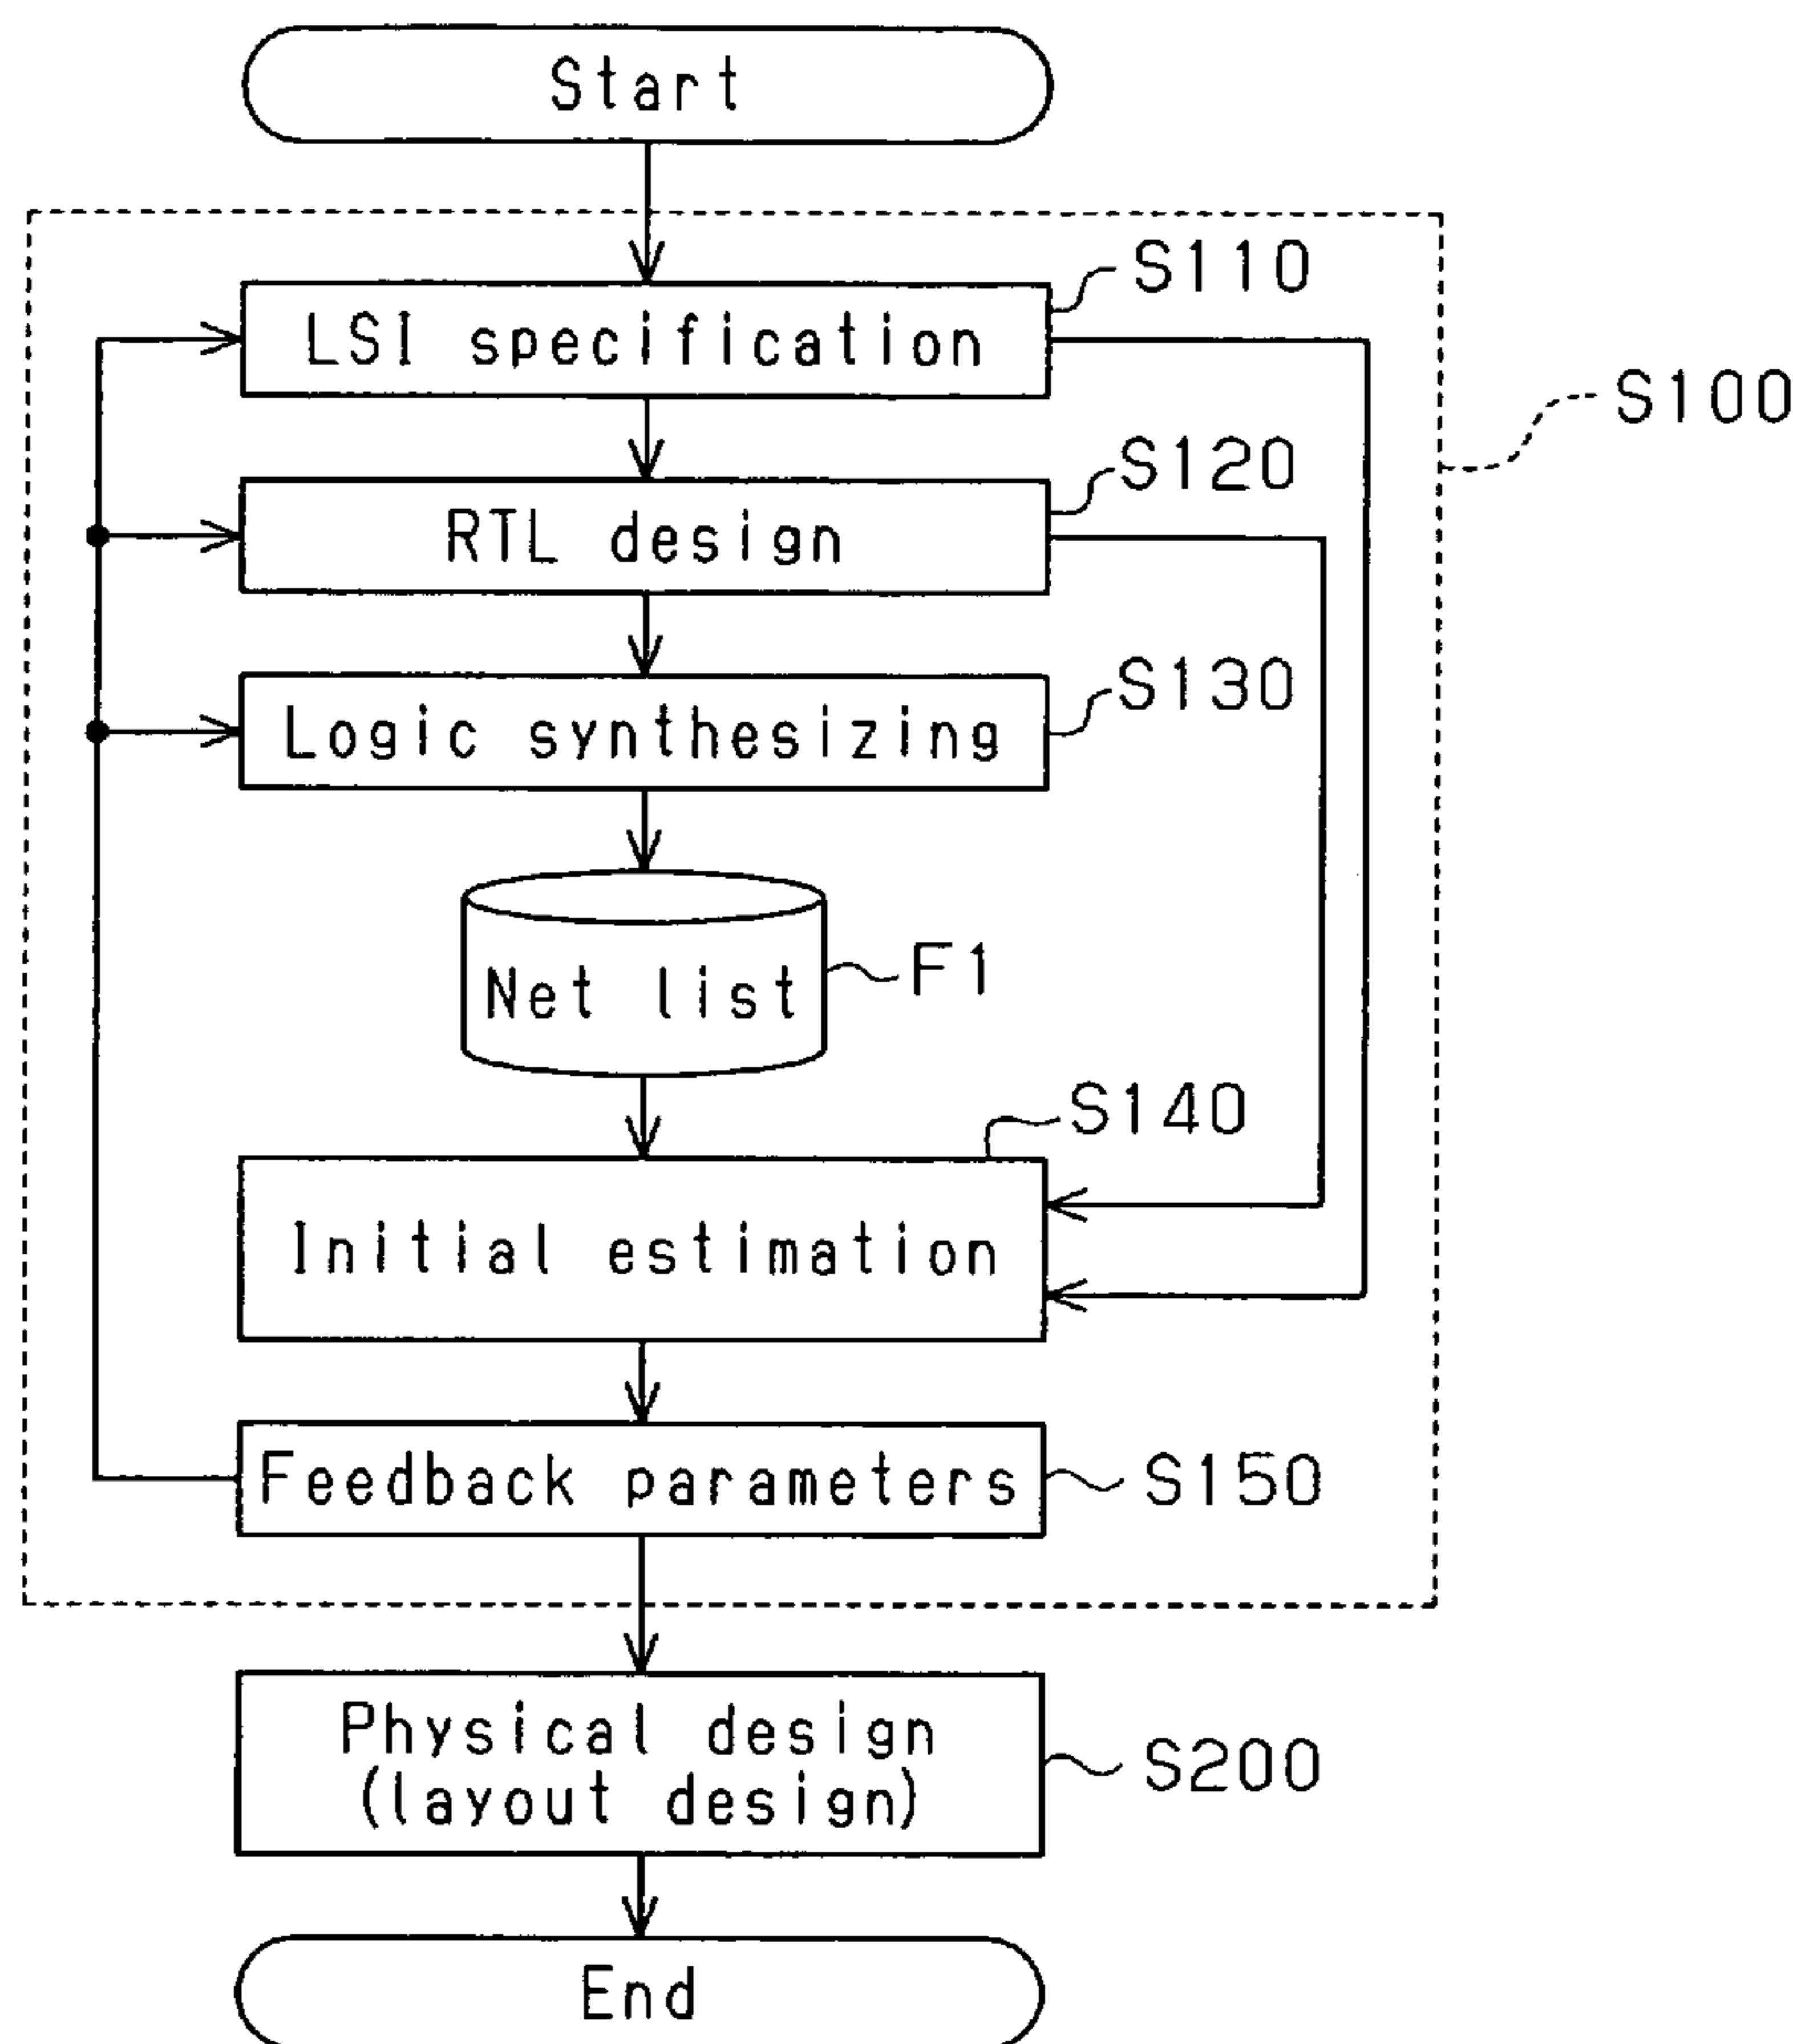 Start
S110
LSI specification
S100
S120
RTL design
S130
Logic synthesizing
F1
Net list
S140
Initial estimation
Feedback parameters
S150
Physical design
(layout design)
S200
End